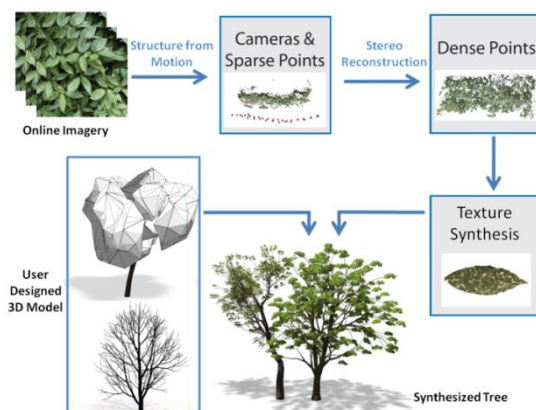 Online Imagery
Structure from
Motion
Cameras &
Sparse Points
Stereo
Reconstruction
Dense Points
Texture
Synthesis
User
Designed
3D Model
Synthesized Tree